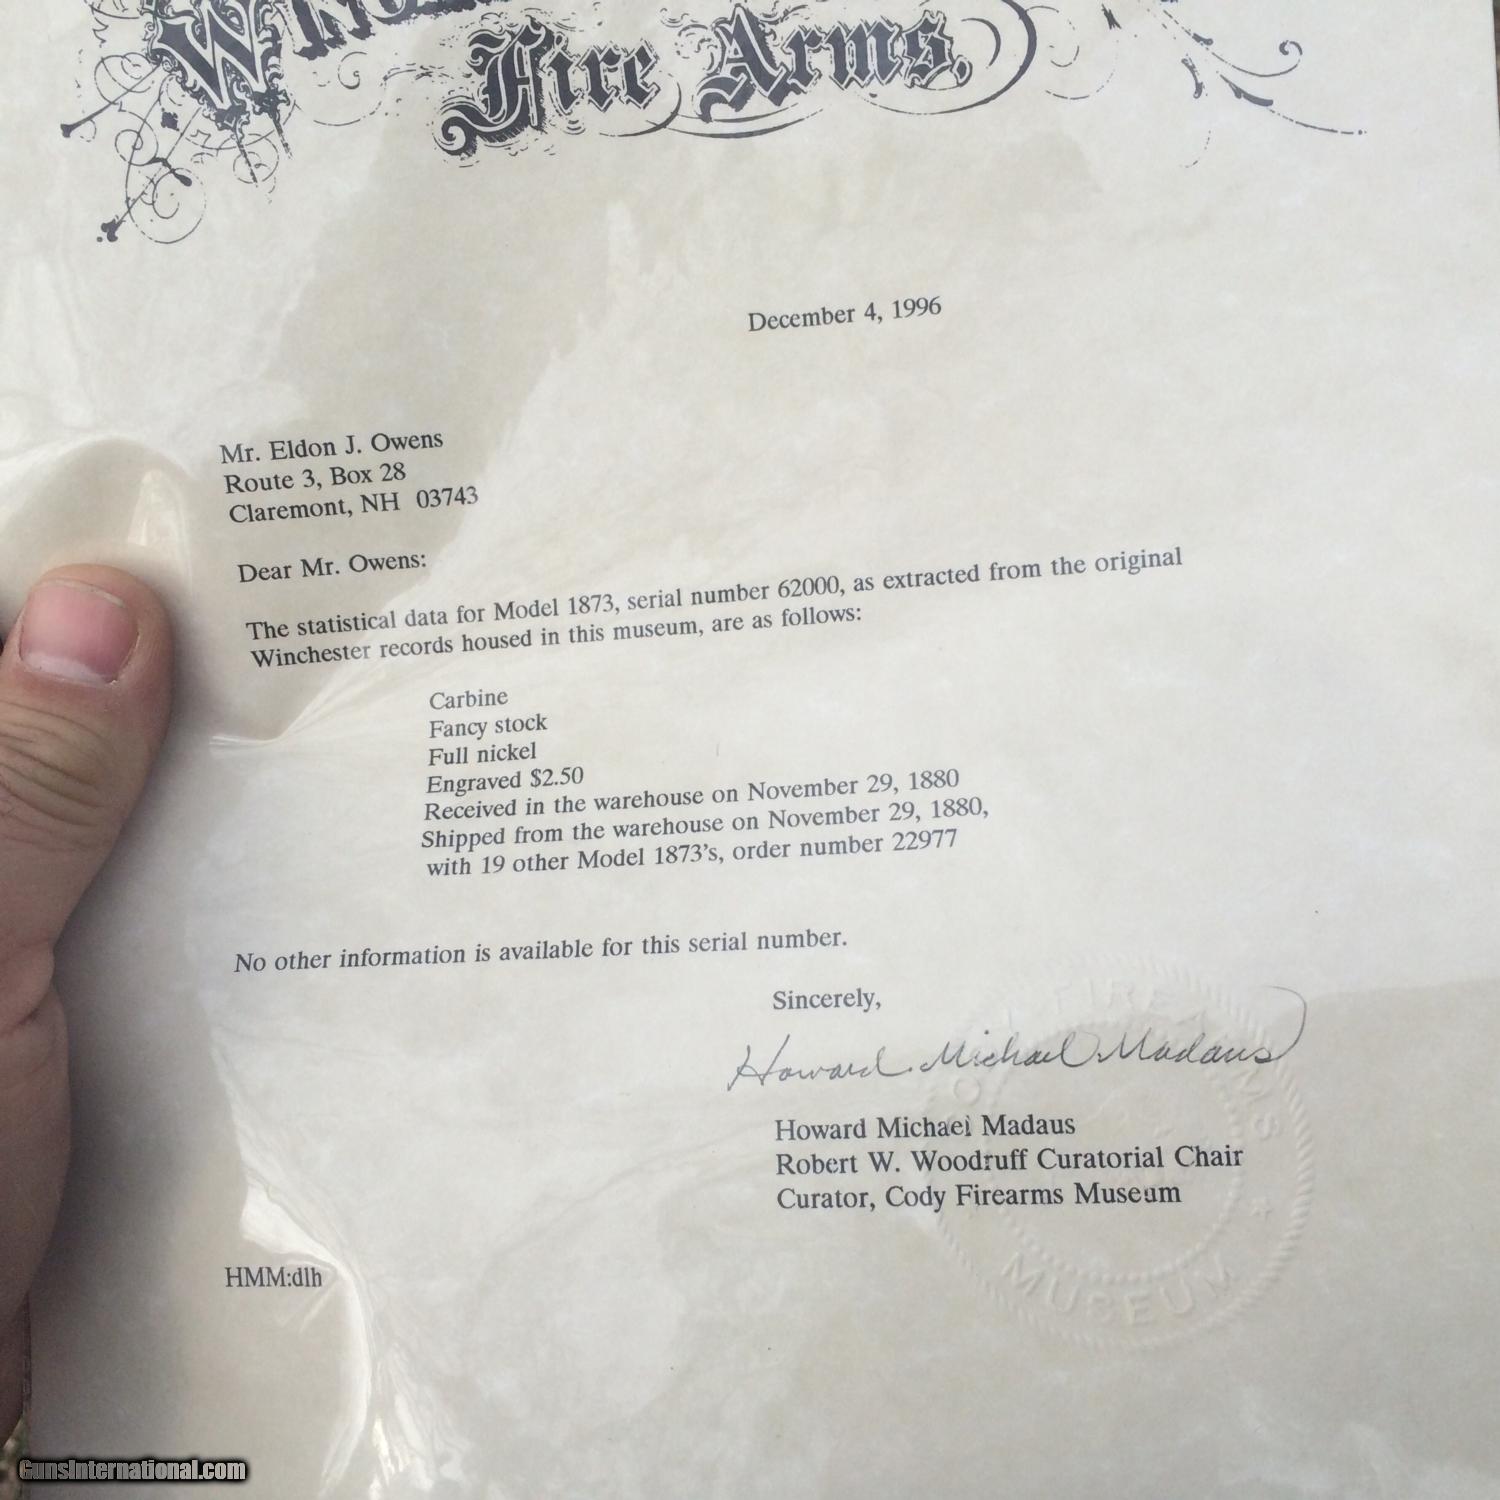 Fire Arms,
December 4, 1996
Mr. Eldon J. Owens
Route 3, Box 28
Claremont, NH 03743
Dear Mr. Owens:
The statistical data for Model 1873, serial number 62000, as extracted from the original
Winchester records housed in this museum, are as follows:
Carbine
Fancy stock
Full nickel
Engraved $2.50
Received in the warehouse on November 29, 1880
Shipped from the warehouse on November 29, 1880,
with 19 other Model 1873's, order number 22977
No other information is available for this serial number.
Sincerely,
Howard Michael Madaus
Howard Michael Madaus
Robert W. Woodruff Curatorial Chair
Curator, Cody Firearms Museum
MUSEUM
HMM:dlh
GunsInternational.com